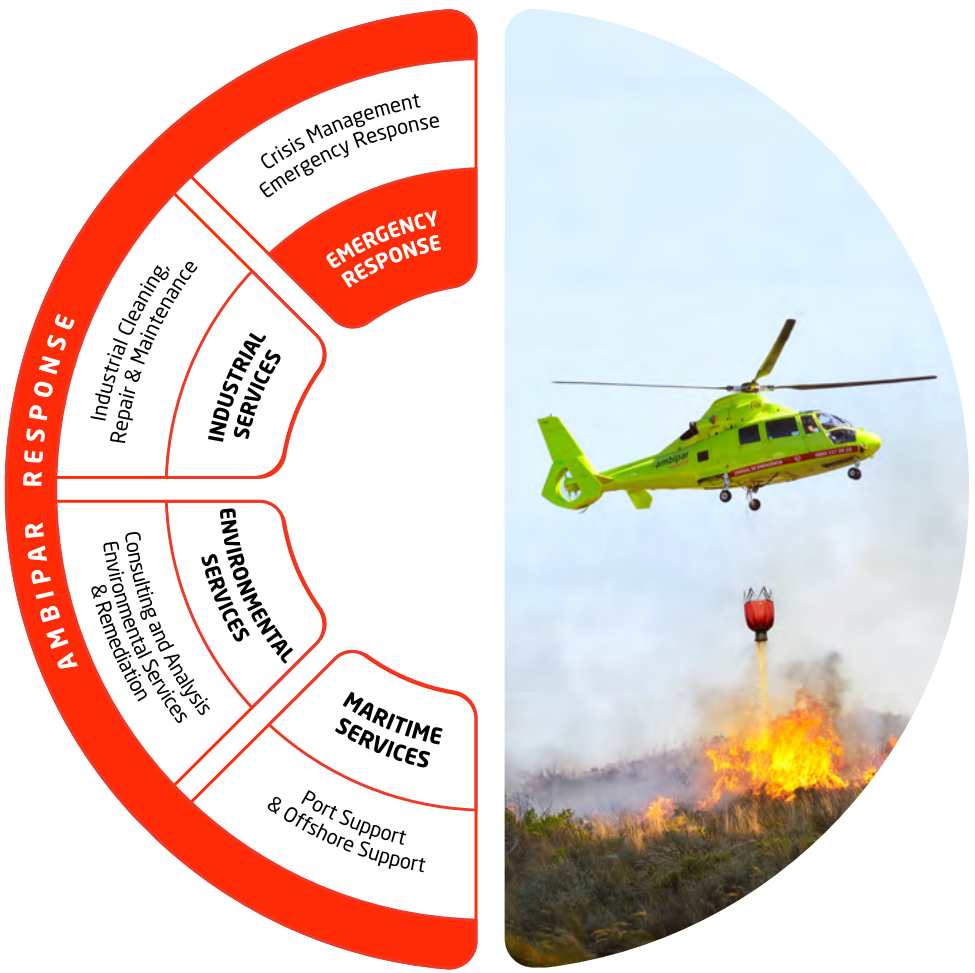 AMBIPAR RESPONSE
Crisis Management
Emergency Response
EMERGENCY
RESPONSE
Industrial Cleaning,
Repair & Maintenance
INDUSTRIAL
SERVICES
ENVIRONMENTAL
SERVICES
Consulting and Analysis
Environmental Services
& Remediation
MARITIME
SERVICES
Port Support
& Offshore Support
ambipar